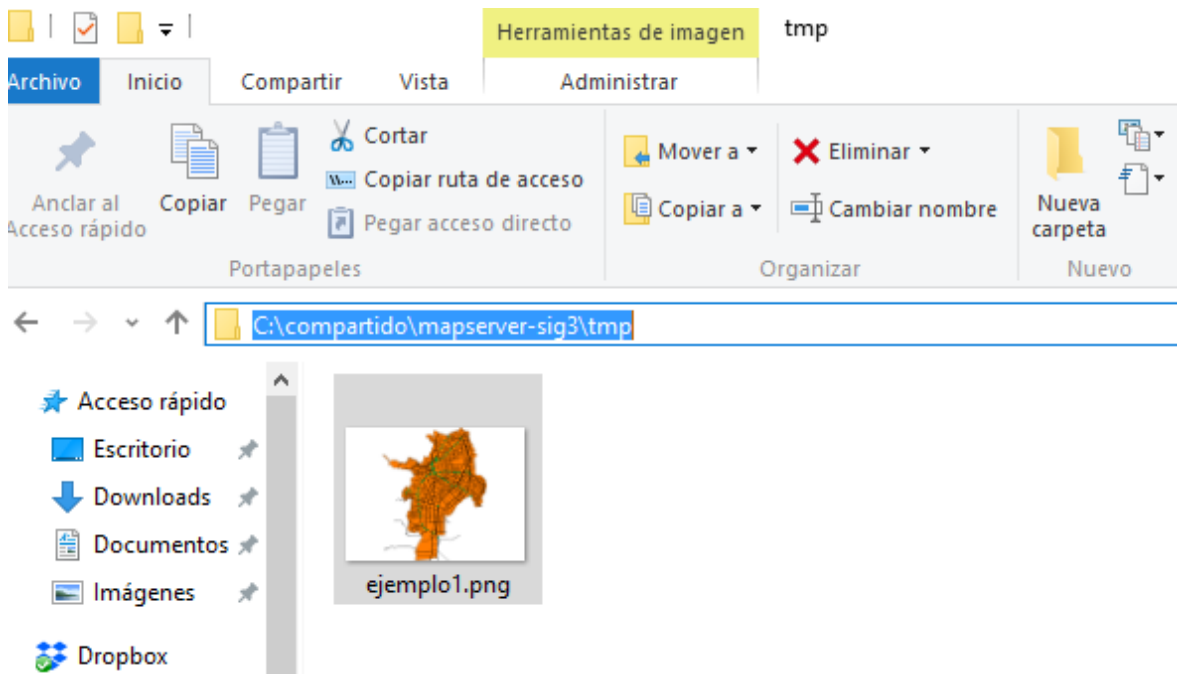 Herramientas de imagen
tmp
Archivo
Inicio
Compartir
Vista
Administrar
Anclar al
Acceso rápido
Copiar
Pegar
Cortar
Copiar ruta de acceso
Pegar acceso directo
Portapapeles
Mover a
Copiar a
Eliminar
Cambiar nombre
Organizar
Nueva
carpeta
Nuevo
C:\compartido\mapserver-sig3\tmp
Acceso rápido
Escritorio
Downloads
Documentos
Imágenes
Dropbox
ejemplo1.png